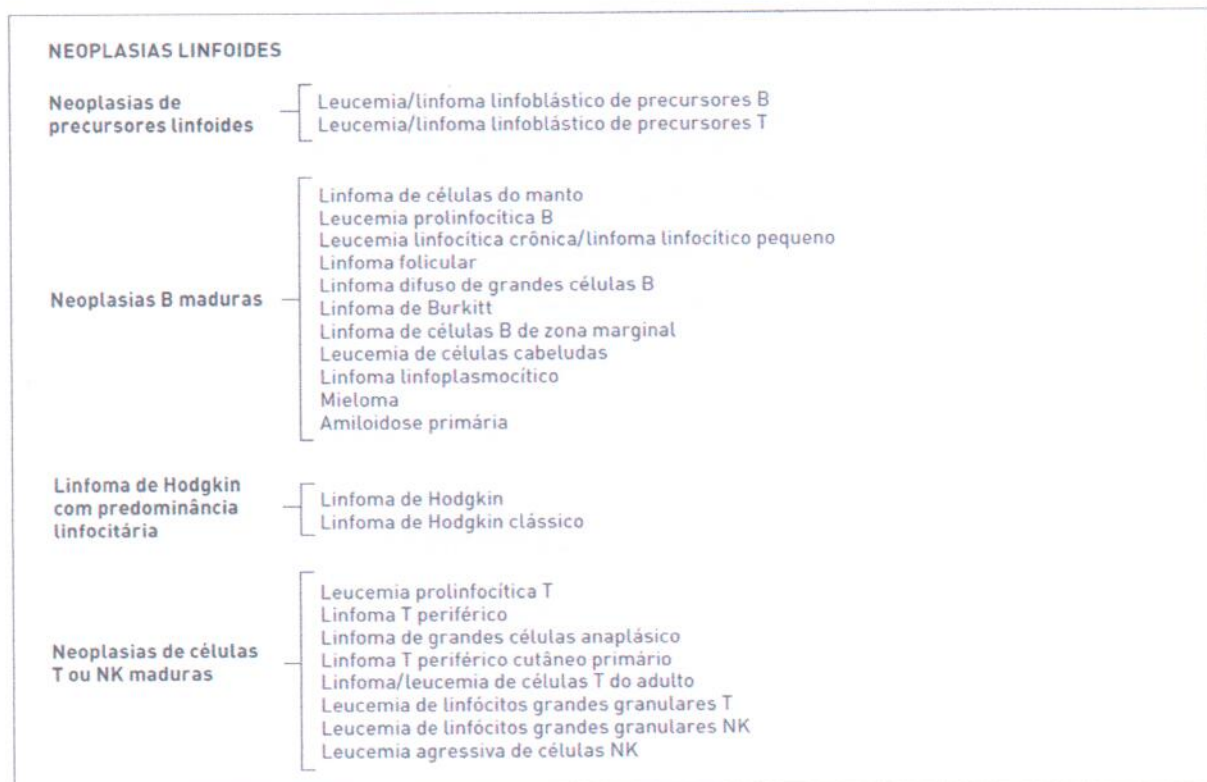 NEOPLASIAS LINFOIDES
Neoplasias de
precursores linfoides
Leucemia/linfoma linfoblástico de precursores B
Leucemia/linfoma linfoblástico de precursores T
Neoplasias B maduras
Linfoma de células do manto
Leucemia prolinfocítica B
Leucemia linfocítica crônica/linfoma linfocítico pequeno
Linfoma folicular
Linfoma difuso de grandes células B
Linfoma de Burkitt
Linfoma de células B de zona marginal
Leucemia de células cabeludas
Linfoma linfoplasmocítico
Mieloma
Amiloidose primária
Linfoma de Hodgkin
com predominância
linfocitária
Linfoma de Hodgkin
Linfoma de Hodgkin clássico
Neoplasias de células
T ou NK maduras
Leucemia prolinfocítica T
Linfoma T periférico
Linfoma de grandes células anaplásico
Linfoma T periférico cutâneo primário
Linfoma/leucemia de células T do adulto
Leucemia de linfócitos grandes granulares T
Leucemia de linfócitos grandes granulares NK
Leucemia agressiva de células NK